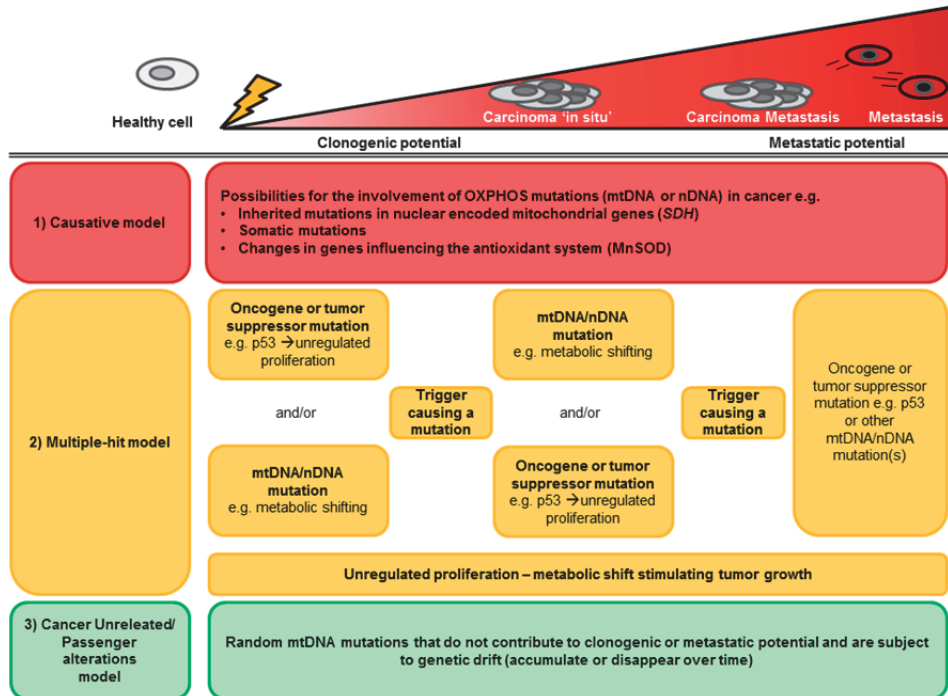 Healthy cell
Carcinoma 'in situ'
Carcinoma Metastasis
Metastasis
Clonogenic potential
Metastatic potential
1) Causative model
Possibilities for the involvement of OXPHOS mutations (mtDNA or nDNA) in cancer e.g.
• Inherited mutations in nuclear encoded mitochondrial genes (SDH)
• Somatic mutations
• Changes in genes influencing the antioxidant system (MnSOD)
2) Multiple-hit model
Oncogene or tumor
suppressor mutation
e.g. p53 →unregulated
proliferation
and/or
mtDNA/nDNA
mutation
e.g. metabolic shifting
Trigger
causing a
mutation
mtDNA/nDNA
mutation
e.g. metabolic shifting
and/or
Oncogene or tumor
suppressor mutation
e.g. p53 →unregulated
proliferation
Trigger
causing a
mutation
Oncogene or
tumor suppressor
mutation e.g. p53
or other
mtDNA/nDNA
mutation(s)
Unregulated proliferation – metabolic shift stimulating tumor growth
3) Cancer Unreleated/
Passenger
alterations
model
Random mtDNA mutations that do not contribute to clonogenic or metastatic potential and are subject
to genetic drift (accumulate or disappear over time)